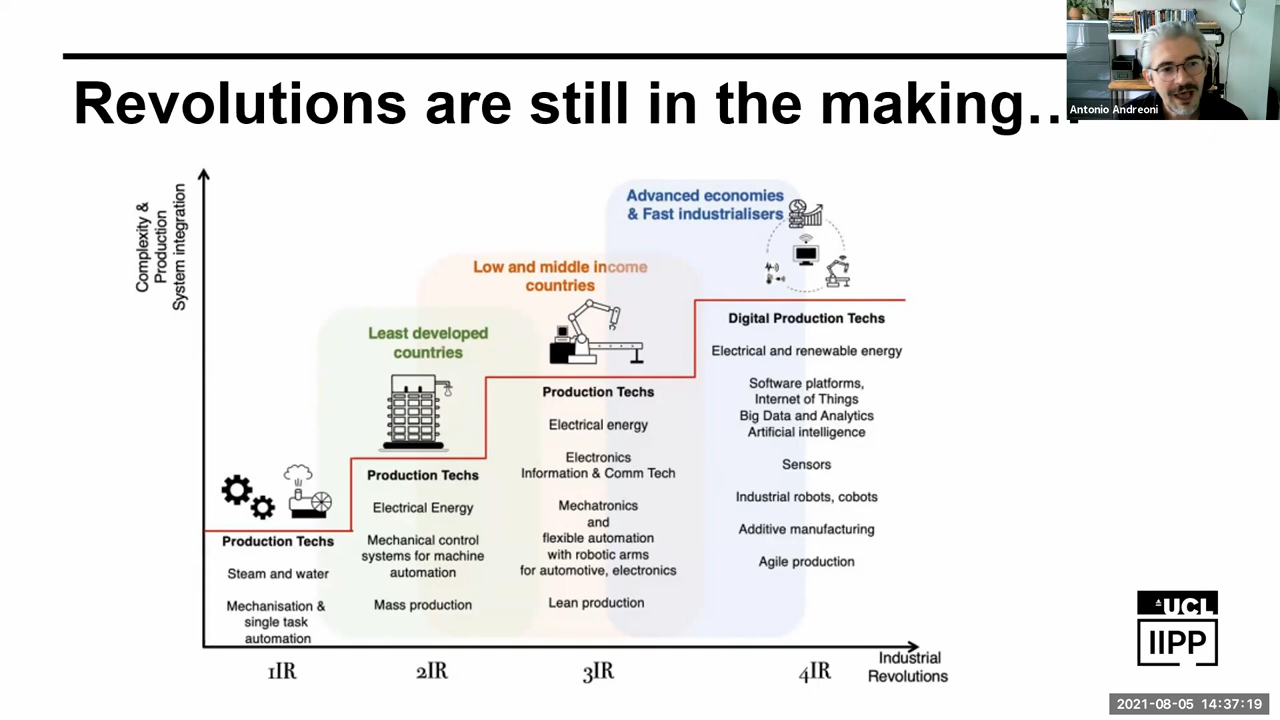 Revolutions are still in the making...
Antonio Andreoni
Complexity &
Production
System integration
Advanced economies
& Fast industrialisers
Low and middle income
countries
Least developed
countries
Production Techs
Steam and water
Mechanisation &
single task
automation
Production Techs
Electrical Energy
Mechanical control
systems for machine
automation
Mass production
Production Techs
Electrical energy
Electronics
Information & Comm Tech
Mechatronics
and
flexible automation
with robotic arms
for automotive, electronics
Lean production
Digital Production Techs
Electrical and renewable energy
Software platforms,
Internet of Things
Big Data and Analytics
Artificial intelligence
Sensors
Industrial robots, cobots
Additive manufacturing
Agile production
1IR
2IR
3IR
4IR
Industrial
Revolutions
UCL
IIPP
2021-08-05 14:37:19